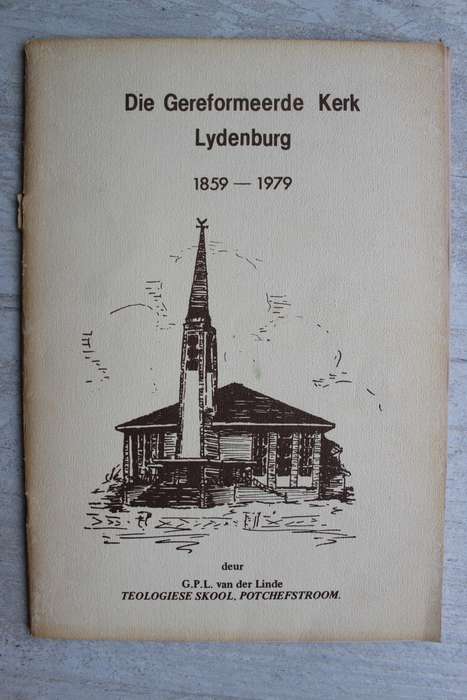 Die Gereformeerde Kerk
Lydenburg
1859 — 1979
deur
G.P.L. van der Linde
TEOLOGIESE SKOOL, POTCHEFSTROOM.